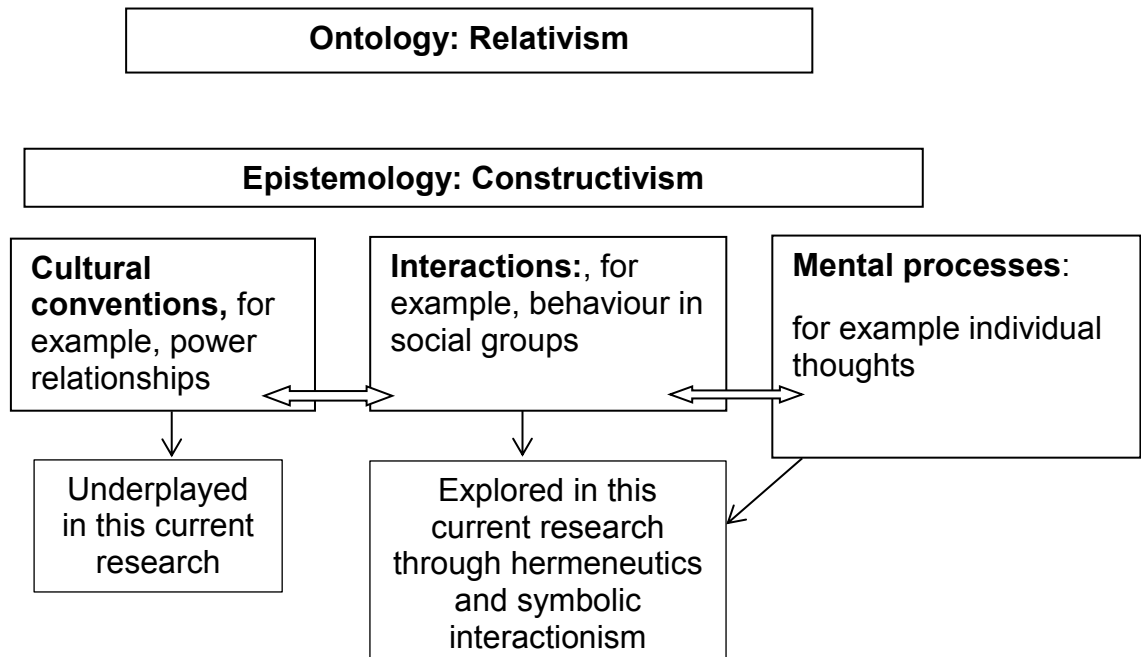 Ontology: Relativism
Epistemology: Constructivism
Cultural
conventions, for
example, power
relationships
Interactions:, for
example, behaviour in
social groups
Mental processes:
for example individual
thoughts
Underplayed
in this current
research
Explored in this
current research
through hermeneutics
and symbolic
interactionism